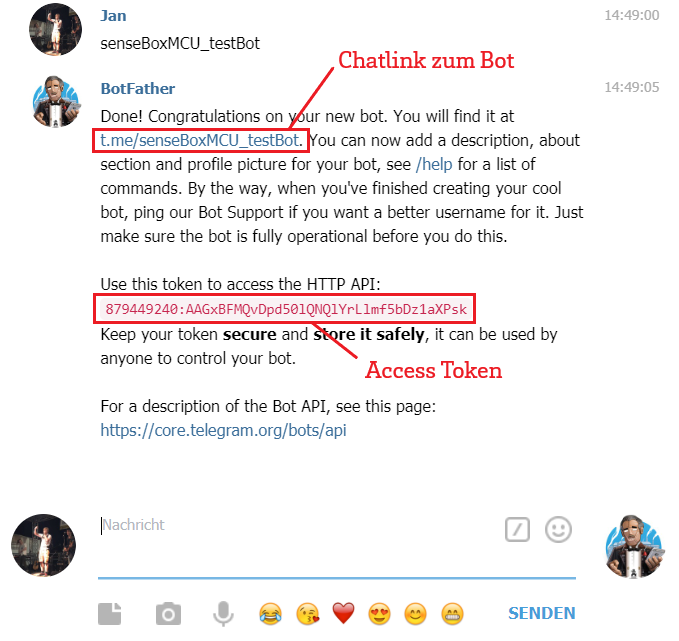 Jan
14:49:00
senseBoxMCU_testBot
Chatlink zum Bot
BotFather
14:49:05
Done! Congratulations on your new bot. You will find it at
t.me/senseBoxMCU_testBot. You can now add a description, about
section and profile picture for your bot, see /help for a list of
commands. By the way, when you've finished creating your cool
bot, ping our Bot Support if you want a better username for it. Just
make sure the bot is fully operational before you do this.
Use this token to access the HTTP API:
879449240:AAGxBFMQvDpd50lQNQlYrLlmf5bDz1aXPsk
Keep your token secure and store it safely, it can be used by
anyone to control your bot.
Access Token
For a description of the Bot API, see this page:
https://core.telegram.org/bots/api
Nachricht
SENDEN